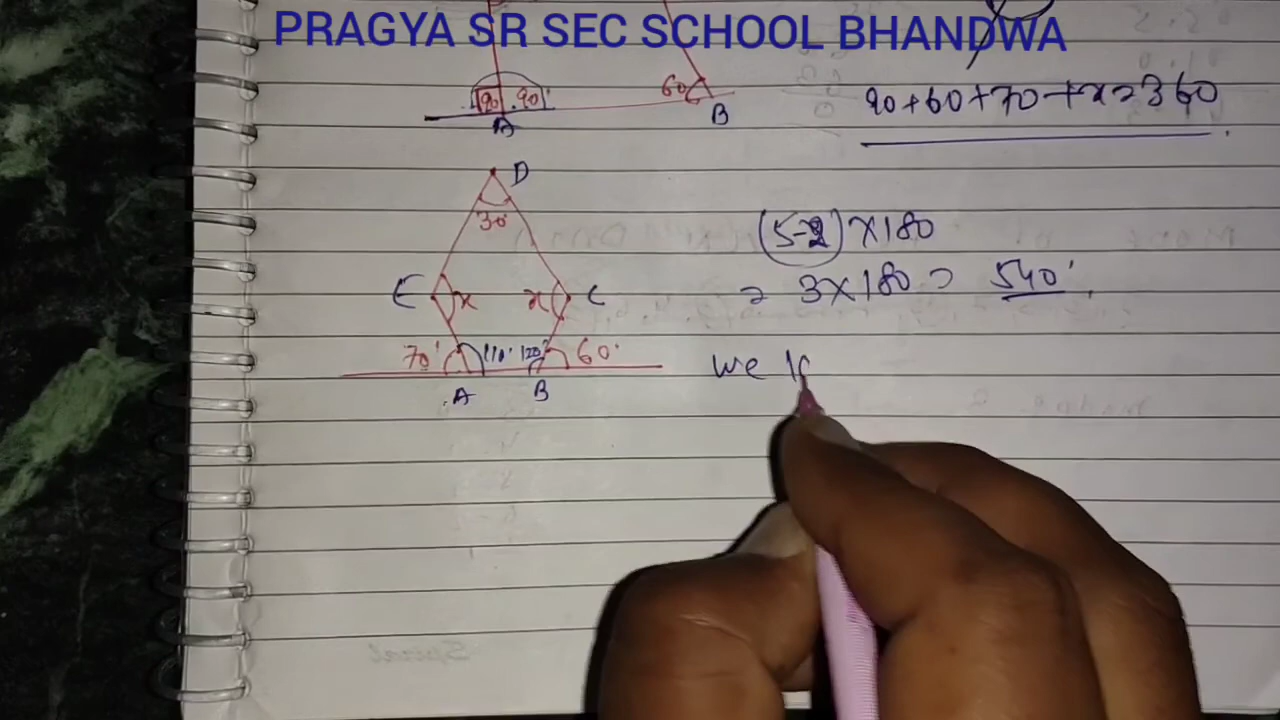 PRAGYA SR SEC SCHOOL BHANDWA
90 90 60
A B
90+60+70+x=360
D
30°
(5-2)×180
E x x C
= 3×180 = 540°
70° 110° 120° 60°
we
A B